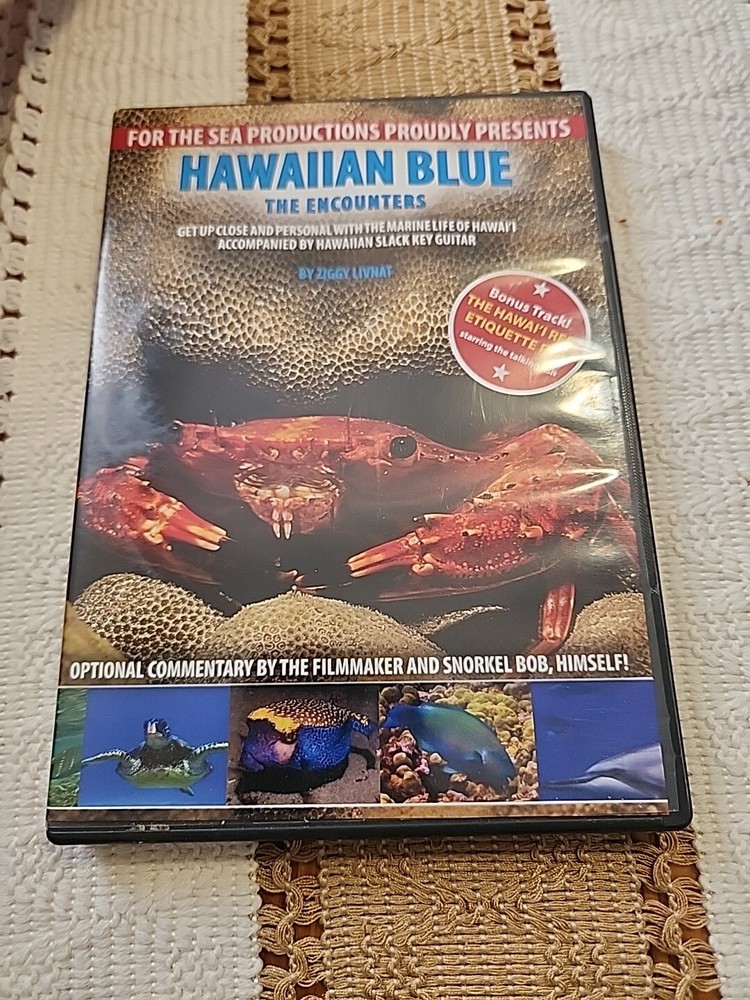 FOR THE SEA PRODUCTIONS PROUDLY PRESENTS
HAWAIIAN BLUE
THE ENCOUNTERS
GET UP CLOSE AND PERSONAL WITH THE MARINE LIFE OF HAWAI'I
ACCOMPANIED BY HAWAIIAN SLACK KEY GUITAR
BY ZIGGY LIVNAT
Bonus Track!
THE HAWAI'I
ETIQUETTE
starring the
OPTIONAL COMMENTARY BY THE FILMMAKER AND SNORKEL BOB, HIMSELF!